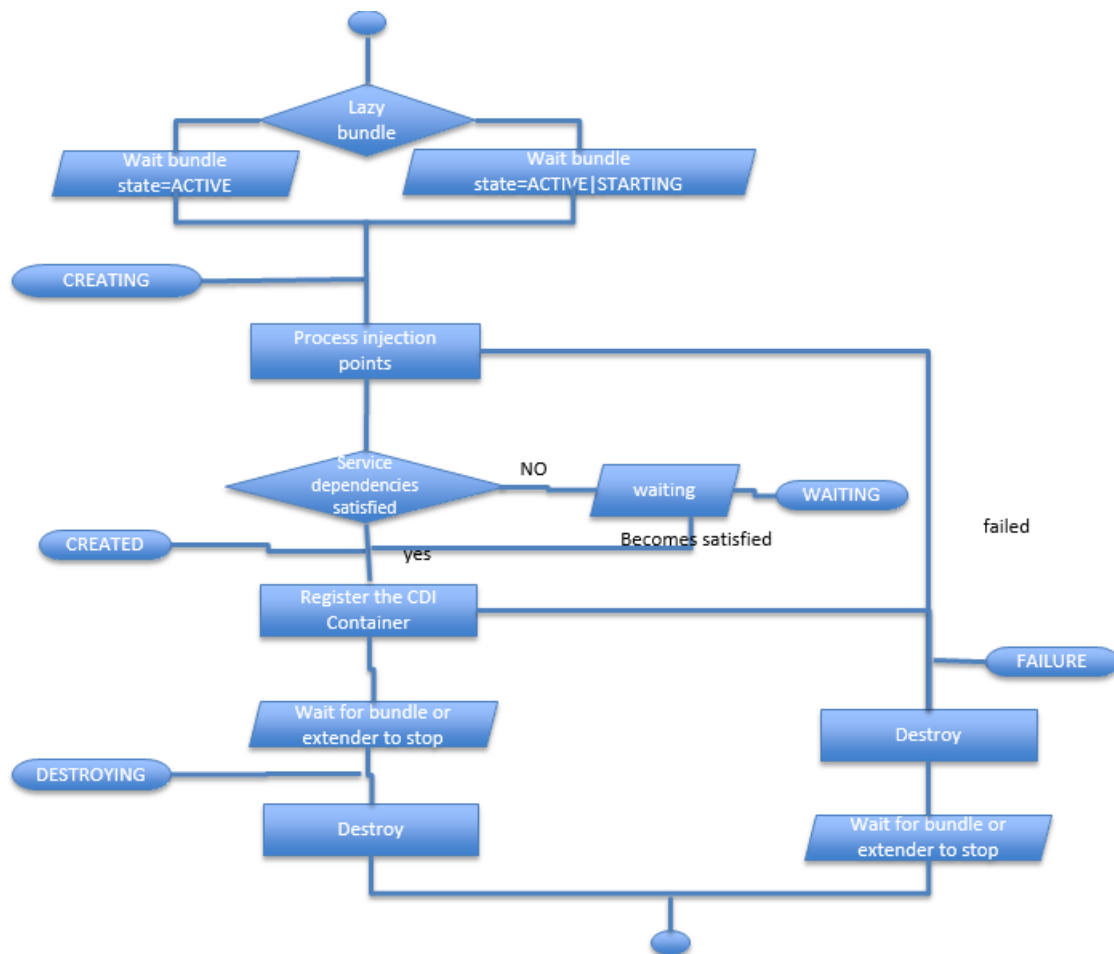 Lazy
bundle
Wait bundle
state=ACTIVE
Wait bundle
state=ACTIVE|STARTING
CREATING
Process injection
points
Service
dependencies
satisfied
NO
waiting
WAITING
Becomes satisfied
failed
CREATED
yes
Register the CDI
Container
FAILURE
Wait for bundle or
extender to stop
Destroy
DESTROYING
Destroy
Wait for bundle or
extender to stop